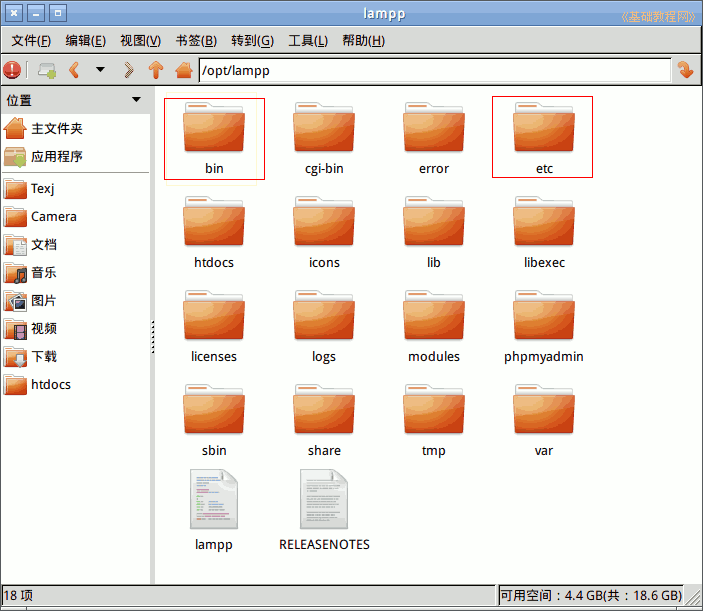 lampp
《基础教程网》
文件(F) 编辑(E) 视图(V) 书签(B) 转到(G) 工具(L) 帮助(H)
/opt/lampp
位置
主文件夹
应用程序
Texj
Camera
文档
音乐
图片
视频
下载
htdocs
bin cgi-bin error etc
htdocs icons lib libexec
licenses logs modules phpmyadmin
sbin share tmp var
lampp RELEASENOTES
18 项 可用空间：4.4 GB(共：18.6 GB)